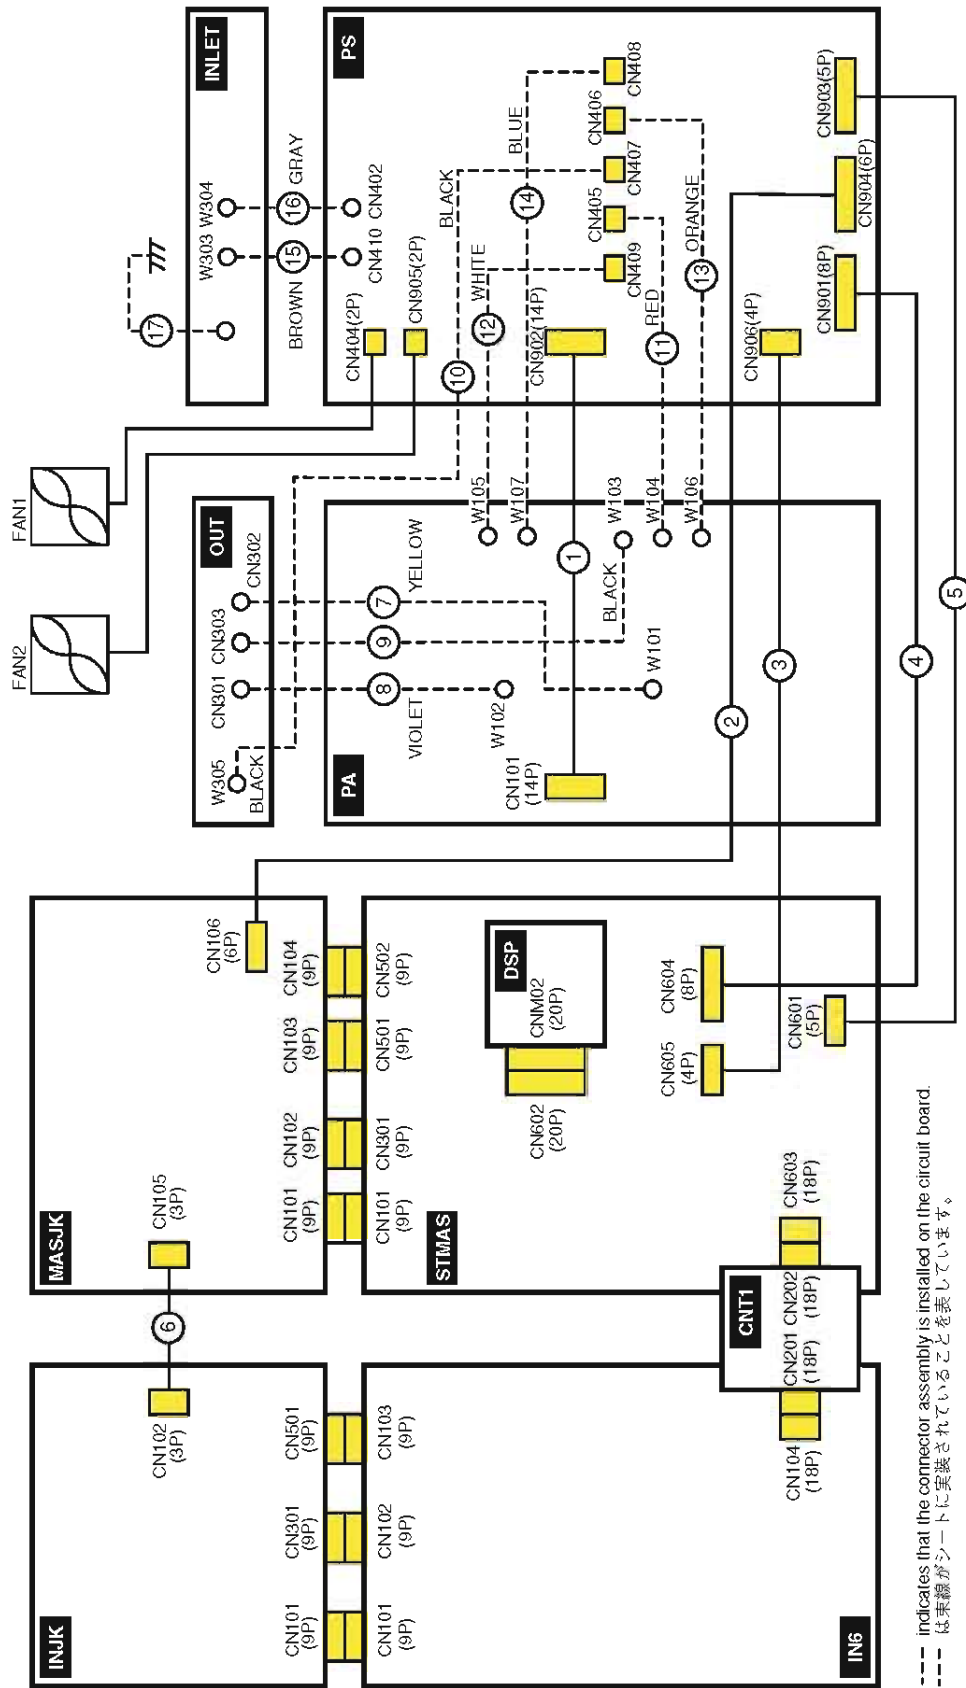 INJK
CN102
(3P)
CN101
(9P)
CN301
(9P)
CN501
(9P)
6
MASJK
CN105
(3P)
CN106
(6P)
CN101
(9P)
CN102
(9P)
CN103
(9P)
CN104
(9P)
FAN2
FAN1
OUT
W305
BLACK
CN301
CN303
CN302
INLET
W303
W304
17
15
16
BROWN
GRAY
IN6
CN101
(9P)
CN102
(9P)
CN103
(9P)
CN104
(18P)
CNT1
CN201
(18P)
CN202
(18P)
STMAS
CN101
(9P)
CN301
(9P)
CN501
(9P)
CN502
(9P)
DSP
CNM02
(20P)
CN602
(20P)
CN605
(4P)
CN604
(8P)
CN603
(18P)
CN601
(5P)
PA
VIOLET
8
9
7
YELLOW
W102
CN101
(14P)
W101
BLACK
1
W105
W107
W103
W104
W106
PS
CN410
CN402
CN404(2P)
CN905(2P)
10
BLACK
12
WHITE
14
BLUE
CN902(14P)
CN409
CN405
CN407
CN406
CN408
11
RED
13
ORANGE
CN906(4P)
CN901(8P)
CN904(6P)
CN903(5P)
2
3
4
5
indicates that the connector assembly is installed on the circuit board.
は束線がシートに実装されていることを表しています。